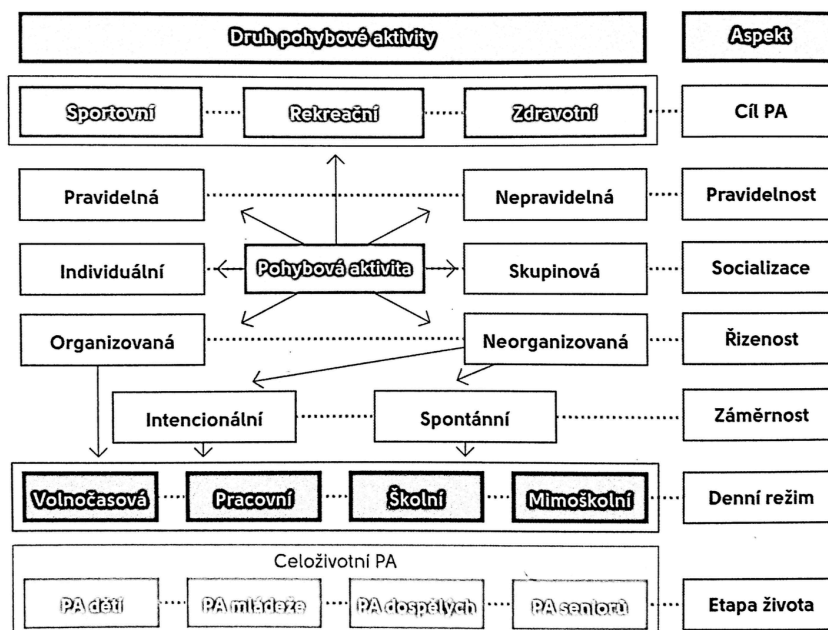 Druh pohybové aktivity Aspekt
Sportovní Rekreační Zdravotní Cíl PA
Pravidelná Nepravidelná Pravidelnost
Individuální Pohybová aktivita Skupinová Socializace
Organizovaná Neorganizovaná Řízenost
Intencionální Spontánní Záměrnost
Volnočasová Pracovní Školní Mimoškolní Denní režim
Celoživotní PA
PA dětí PA mládeže PA dospělých PA seniorů Etapa života